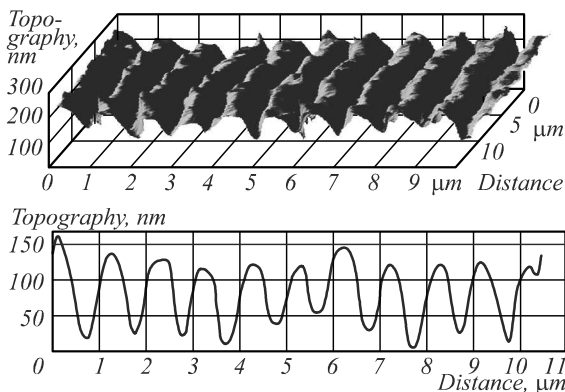 Topo-
graphy,
nm
300
200
100
0
5
μm
10
0 1 2 3 4 5 6 7 8 9 μm Distance
Topography, nm
150
100
50
0 1 2 3 4 5 6 7 8 9 10 11
Distance, μm